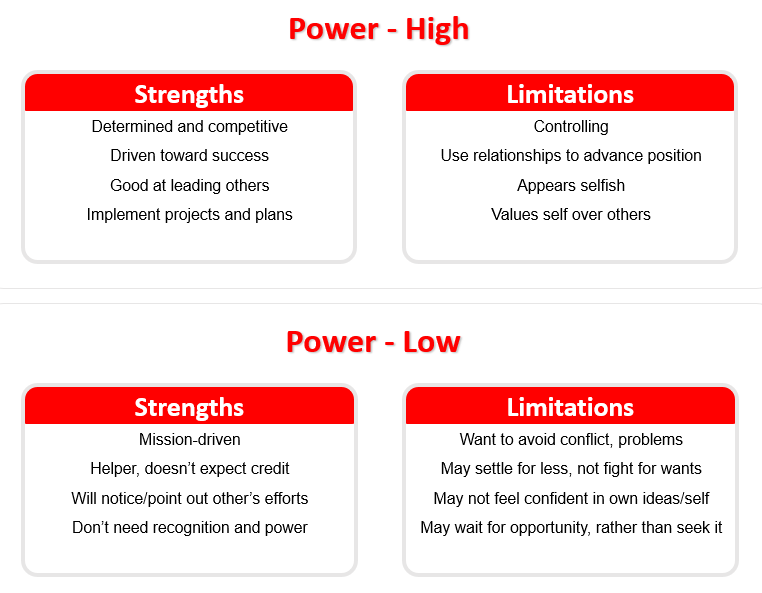 Power - High
Strengths
Determined and competitive
Driven toward success
Good at leading others
Implement projects and plans
Limitations
Controlling
Use relationships to advance position
Appears selfish
Values self over others
Power - Low
Strengths
Mission-driven
Helper, doesn’t expect credit
Will notice/point out other’s efforts
Don’t need recognition and power
Limitations
Want to avoid conflict, problems
May settle for less, not fight for wants
May not feel confident in own ideas/self
May wait for opportunity, rather than seek it